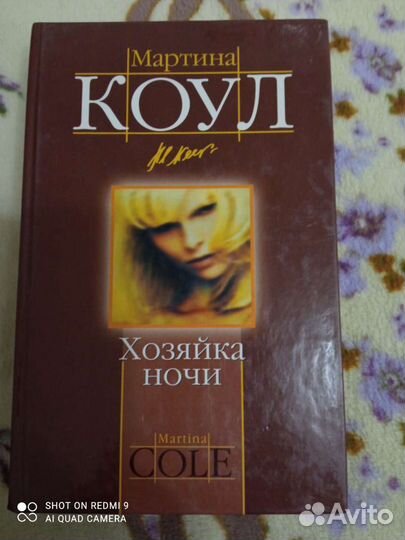 Мартина
КОУЛ
Хозяйка
ночи
Martina
COLE
SHOT ON REDMI 9
AI QUAD CAMERA
Avito